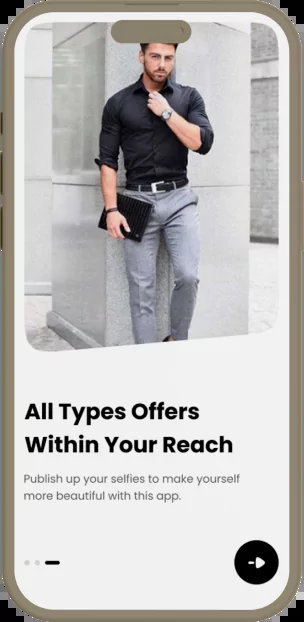 All Types Offers
Within Your Reach
Publish up your selfies to make yourself
more beautiful with this app.